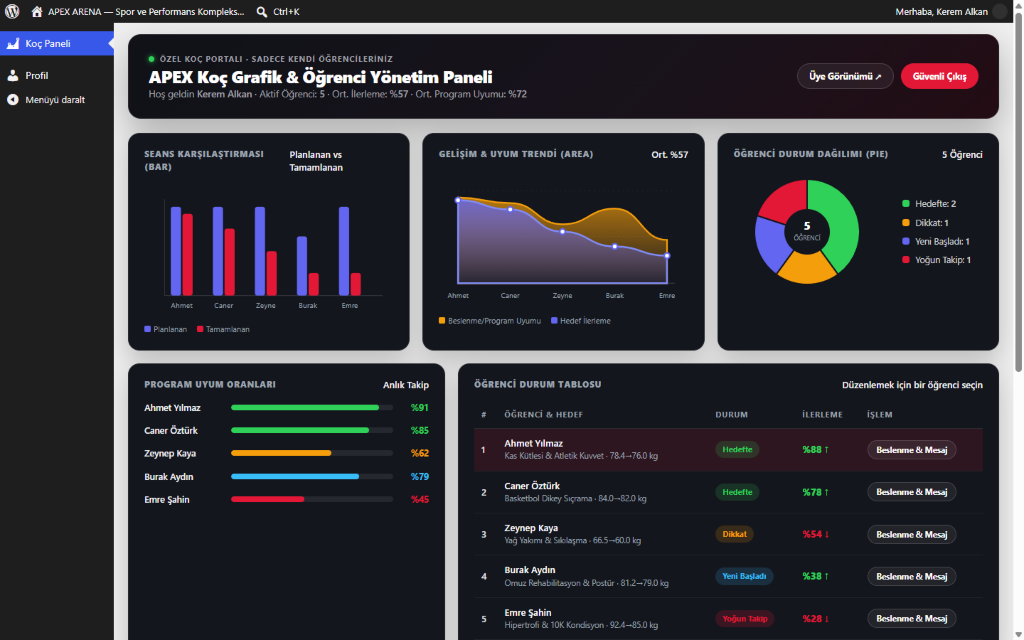 APEX ARENA — Spor ve Performans Kompleks...
Ctrl+K
Merhaba, Kerem Alkan
Koç Paneli
Profil
Menüyü daralt
ÖZEL KOÇ PORTALI · SADECE KENDİ ÖĞRENCİLERİNİZ
APEX Koç Grafik & Öğrenci Yönetim Paneli
Hoş geldin Kerem Alkan · Aktif Öğrenci: 5 · Ort. İlerleme: %57 · Ort. Program Uyumu: %72
Üye Görünümü ↗
Güvenli Çıkış
SEANS KARŞILAŞTIRMASI (BAR)
Planlanan vs Tamamlanan
Ahmet
Caner
Zeyne
Burak
Emre
Planlanan
Tamamlanan
GELİŞİM & UYUM TRENDİ (AREA)
Ort. %57
Ahmet
Caner
Zeyne
Burak
Emre
Beslenme/Program Uyumu
Hedef İlerleme
ÖĞRENCİ DURUM DAĞILIMI (PIE)
5 Öğrenci
5
ÖĞRENCİ
Hedefte: 2
Dikkat: 1
Yeni Başladı: 1
Yoğun Takip: 1
PROGRAM UYUM ORANLARI
Anlık Takip
Ahmet Yılmaz %91
Caner Öztürk %85
Zeynep Kaya %62
Burak Aydın %79
Emre Şahin %45
ÖĞRENCİ DURUM TABLOSU
Düzenlemek için bir öğrenci seçin
# ÖĞRENCİ & HEDEF DURUM İLERLEME İŞLEM
1 Ahmet Yılmaz Hedefte %88 ↑ Beslenme & Mesaj
Kas Kütlesi & Atletik Kuvvet · 78.4→76.0 kg
2 Caner Öztürk Hedefte %78 ↑ Beslenme & Mesaj
Basketbol Dikey Sıçrama · 84.0→82.0 kg
3 Zeynep Kaya Dikkat %54 ↓ Beslenme & Mesaj
Yağ Yakımı & Sıkılaşma · 66.5→60.0 kg
4 Burak Aydın Yeni Başladı %38 ↑ Beslenme & Mesaj
Omuz Rehabilitasyon & Postür · 81.2→79.0 kg
5 Emre Şahin Yoğun Takip %28 ↓ Beslenme & Mesaj
Hipertrofi & 10K Kondisyon · 92.4→85.0 kg